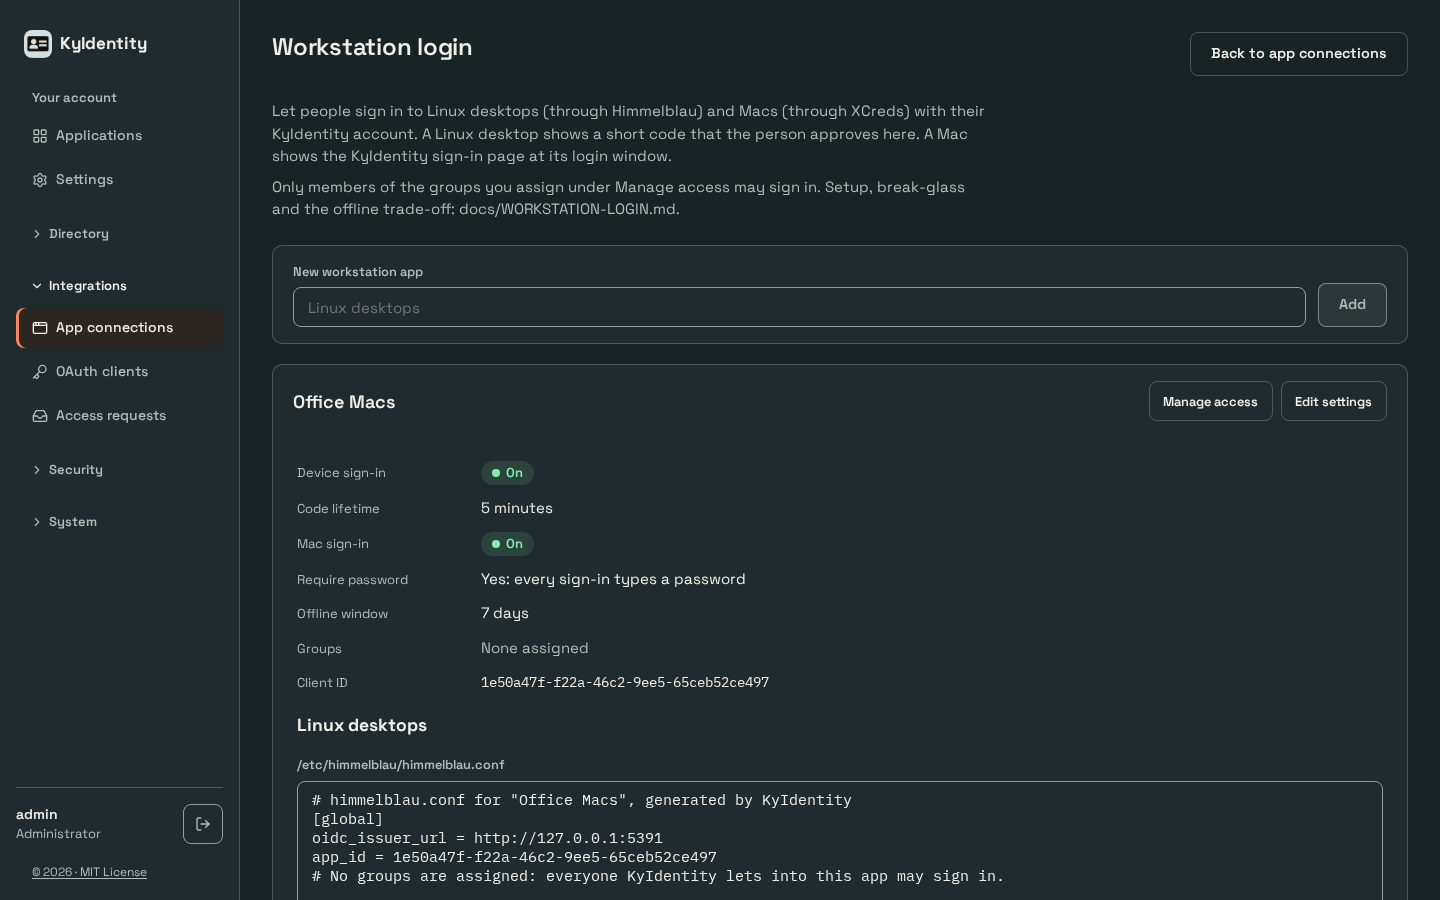 KyIdentity
Your account
Applications
Settings
Directory
Integrations
App connections
OAuth clients
Access requests
Security
System
admin
Administrator
© 2026 · MIT License
Workstation login
Back to app connections
Let people sign in to Linux desktops (through Himmelblau) and Macs (through XCreds) with their
KyIdentity account. A Linux desktop shows a short code that the person approves here. A Mac
shows the KyIdentity sign-in page at its login window.
Only members of the groups you assign under Manage access may sign in. Setup, break-glass
and the offline trade-off: docs/WORKSTATION-LOGIN.md.
New workstation app
Linux desktops
Add
Office Macs
Manage access
Edit settings
Device sign-in On
Code lifetime 5 minutes
Mac sign-in On
Require password Yes: every sign-in types a password
Offline window 7 days
Groups None assigned
Client ID 1e50a47f-f22a-46c2-9ee5-65ceb52ce497
Linux desktops
/etc/himmelblau/himmelblau.conf
# himmelblau.conf for "Office Macs", generated by KyIdentity
[global]
oidc_issuer_url = http://127.0.0.1:5391
app_id = 1e50a47f-f22a-46c2-9ee5-65ceb52ce497
# No groups are assigned: everyone KyIdentity lets into this app may sign in.